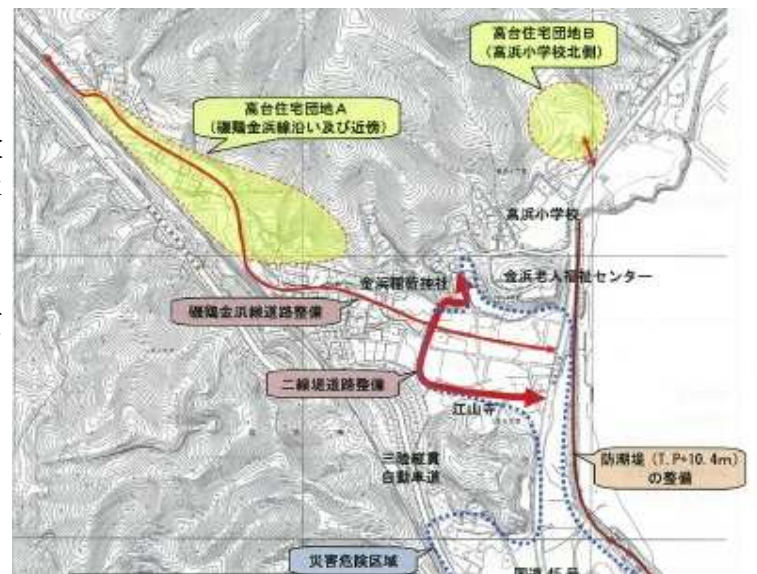 高台住宅団地B
(高浜小学校北側)
高台住宅団地A
(磯鶏金浜線沿い及び近傍)
高浜小学校
金浜稲荷神社
金浜老人福祉センター
磯鶏金浜線道路整備
二線堤道路整備
江山寺
三陸縦貫
自動車道
防潮堤 (T.P+10.4m)
の整備
災害危険区域
国道45号